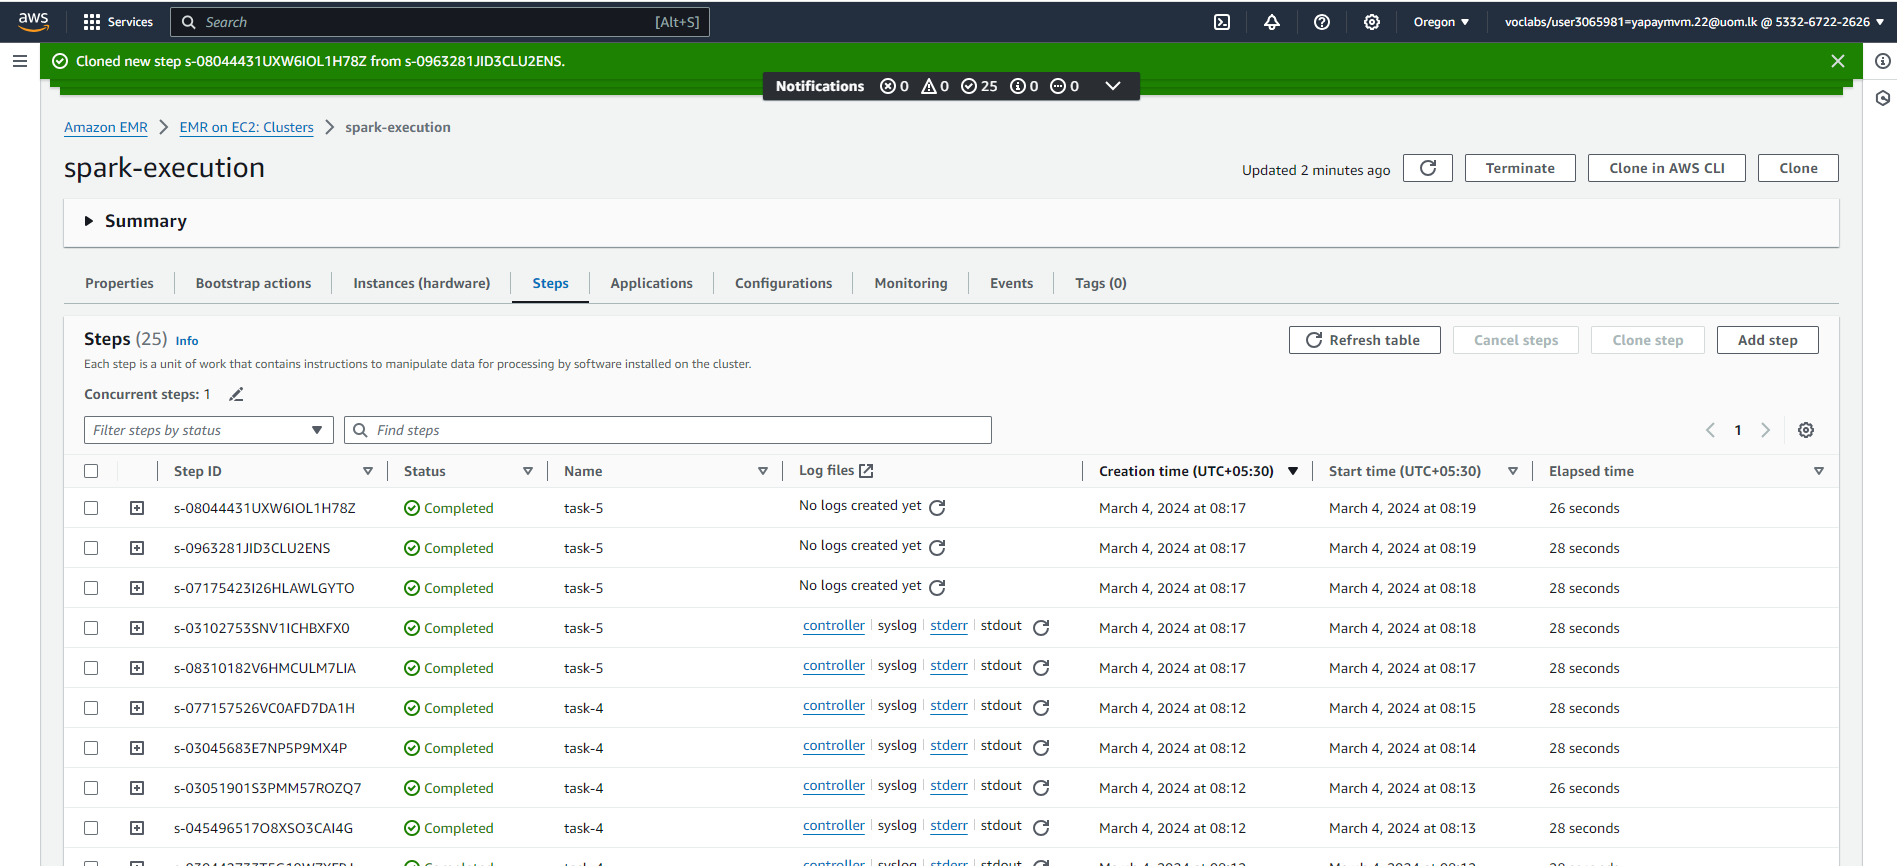 aws Services Search [Alt+S] Oregon voclabs/user3065981=yapaymvm.22@uom.lk @ 5332-6722-2626
Cloned new step s-08044431UXW6IOL1H78Z from s-0963281JID3CLU2ENS.
Notifications 0 0 25 0 0
Amazon EMR EMR on EC2: Clusters spark-execution
spark-execution
Updated 2 minutes ago Terminate Clone in AWS CLI Clone
Summary
Properties Bootstrap actions Instances (hardware) Steps Applications Configurations Monitoring Events Tags (0)
Steps (25) Info Refresh table Cancel steps Clone step Add step
Each step is a unit of work that contains instructions to manipulate data for processing by software installed on the cluster.
Concurrent steps: 1
Filter steps by status Find steps 1
Step ID Status Name Log files Creation time (UTC+05:30) Start time (UTC+05:30) Elapsed time
s-08044431UXW6IOL1H78Z Completed task-5 No logs created yet March 4, 2024 at 08:17 March 4, 2024 at 08:19 26 seconds
s-0963281JID3CLU2ENS Completed task-5 No logs created yet March 4, 2024 at 08:17 March 4, 2024 at 08:19 28 seconds
s-07175423I26HLAWLGYTO Completed task-5 No logs created yet March 4, 2024 at 08:17 March 4, 2024 at 08:18 28 seconds
s-03102753SNV1ICHBXFX0 Completed task-5 controller syslog stderr stdout March 4, 2024 at 08:17 March 4, 2024 at 08:18 28 seconds
s-08310182V6HMCULM7LIA Completed task-5 controller syslog stderr stdout March 4, 2024 at 08:17 March 4, 2024 at 08:17 28 seconds
s-077157526VC0AFD7DA1H Completed task-4 controller syslog stderr stdout March 4, 2024 at 08:12 March 4, 2024 at 08:15 28 seconds
s-03045683E7NP5P9MX4P Completed task-4 controller syslog stderr stdout March 4, 2024 at 08:12 March 4, 2024 at 08:14 28 seconds
s-03051901S3PMM57ROZQ7 Completed task-4 controller syslog stderr stdout March 4, 2024 at 08:12 March 4, 2024 at 08:13 26 seconds
s-045496517O8XSO3CAI4G Completed task-4 controller syslog stderr stdout March 4, 2024 at 08:12 March 4, 2024 at 08:13 28 seconds